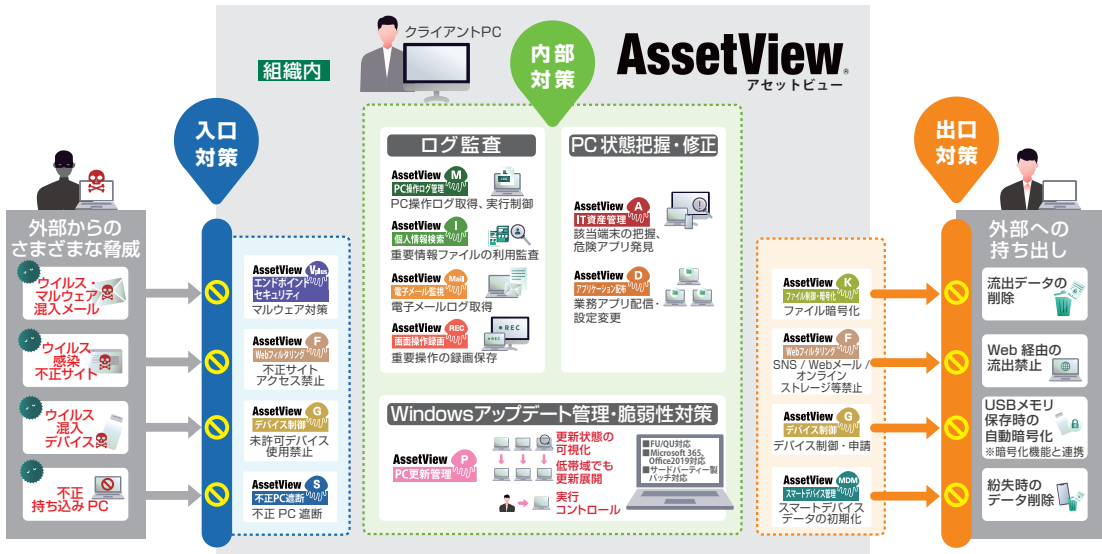 クライアントPC
組織内
内部
対策
AssetView®
アセットビュー
入口
対策
出口
対策
外部からの
さまざまな脅威
ウイルス・
マルウェア
混入メール
ウイルス
感染
不正サイト
ウイルス
混入
デバイス
不正
持ち込みPC
AssetView Vplus
エンドポイント
セキュリティ
マルウェア対策
AssetView F
Webフィルタリング
不正サイト
アクセス禁止
AssetView G
デバイス制御
未許可デバイス
使用禁止
AssetView S
不正PC遮断
不正PC遮断
ログ監査
AssetView M
PC操作ログ管理
PC操作ログ取得、実行制御
AssetView I
個人情報検索
重要情報ファイルの利用監査
AssetView Mail
電子メール監視
電子メールログ取得
AssetView REC
画面操作録画
REC
REC
重要操作の録画保存
PC状態把握・修正
AssetView A
IT資産管理
該当端末の把握、
危険アプリ発見
AssetView D
アプリケーション配布
業務アプリ配信・
設定変更
Windowsアップデート管理・脆弱性対策
AssetView P
PC更新管理
更新状態の
可視化
低帯域でも
更新展開
実行
コントロール
■FU/QU対応
■Microsoft 365、
Office2019対応
■サードパーティー製
パッチ対応
AssetView K
ファイル制御・暗号化
ファイル暗号化
AssetView F
Webフィルタリング
SNS / Webメール /
オンライン
ストレージ等禁止
AssetView G
デバイス制御
デバイス制御・申請
AssetView MDM
スマートデバイス管理
スマートデバイス
データの初期化
外部への
持ち出し
流出データの
削除
Web 経由の
流出禁止
USBメモリ
保存時の
自動暗号化
※暗号化機能と連携
紛失時の
データ削除